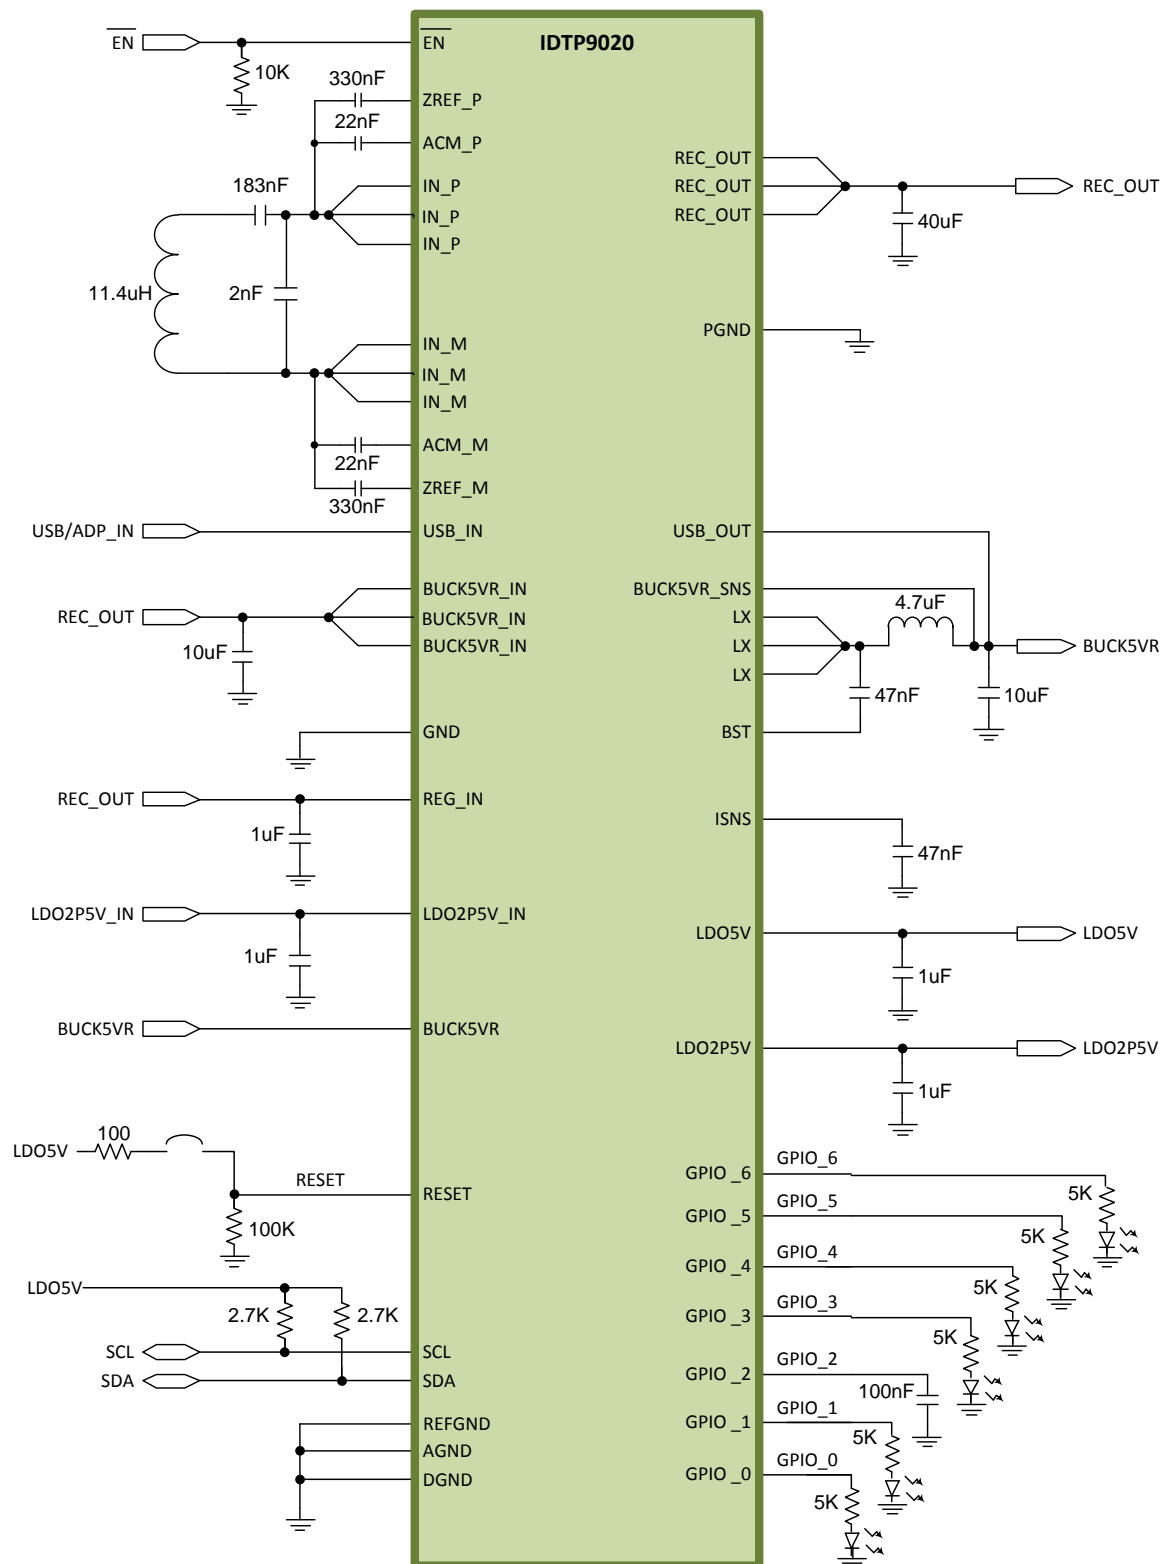 IDTP9020
EN
EN
10K
330nF
ZREF_P
22nF
ACM_P
183nF
IN_P
IN_P
IN_P
11.4uH
2nF
IN_M
IN_M
IN_M
ACM_M
22nF
ZREF_M
330nF
USB/ADP_IN
USB_IN
BUCK5VR_IN
REC_OUT
BUCK5VR_IN
BUCK5VR_IN
10uF
GND
REC_OUT
REG_IN
1uF
LDO2P5V_IN
LDO2P5V_IN
1uF
BUCK5VR
BUCK5VR
100
LDO5V
RESET
RESET
100K
LDO5V
2.7K
2.7K
SCL
SCL
SDA
SDA
REFGND
AGND
DGND
REC_OUT
REC_OUT
REC_OUT
REC_OUT
40uF
PGND
USB_OUT
BUCK5VR_SNS
4.7uF
LX
LX
LX
BUCK5VR
47nF
10uF
BST
ISNS
47nF
LDO5V
LDO5V
1uF
LDO2P5V
LDO2P5V
1uF
GPIO _6
GPIO_6
5K
GPIO _5
GPIO_5
5K
GPIO _4
GPIO_4
5K
GPIO _3
GPIO_3
5K
GPIO _2
GPIO_2
100nF
GPIO _1
GPIO_1
5K
GPIO _0
GPIO_0
5K